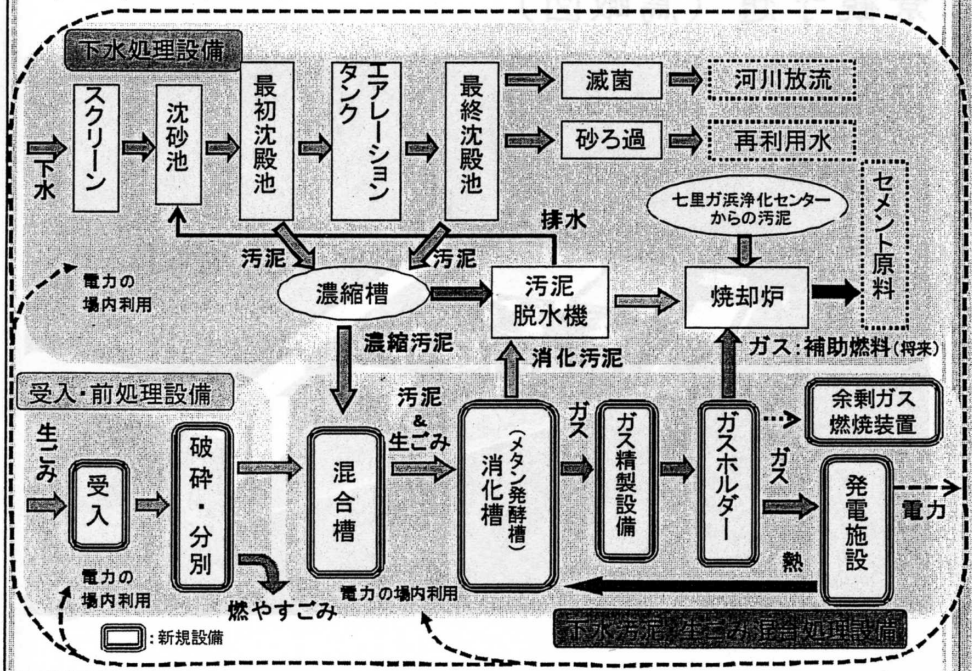 下水処理設備
下水
スクリーン
沈砂池
最初沈殿池
エアレーション
タンク
最終沈殿池
滅菌
河川放流
砂ろ過
再利用水
七里ガ浜浄化センター
からの汚泥
セメント原料
排水
汚泥
汚泥
電力の
場内利用
濃縮槽
汚泥
脱水機
焼却炉
濃縮汚泥
消化汚泥
ガス:補助燃料(将来)
受入・前処理設備
生ごみ
受入
破砕・分別
混合槽
汚泥
&
生ごみ
(メタン発酵槽)
消化槽
ガス
ガス精製設備
ガスホルダー
余剰ガス
燃焼装置
ガス
発電施設
電力
熱
電力の
場内利用
燃やすごみ
電力の場内利用
下水汚泥・生ごみ混合処理設備
:新規設備